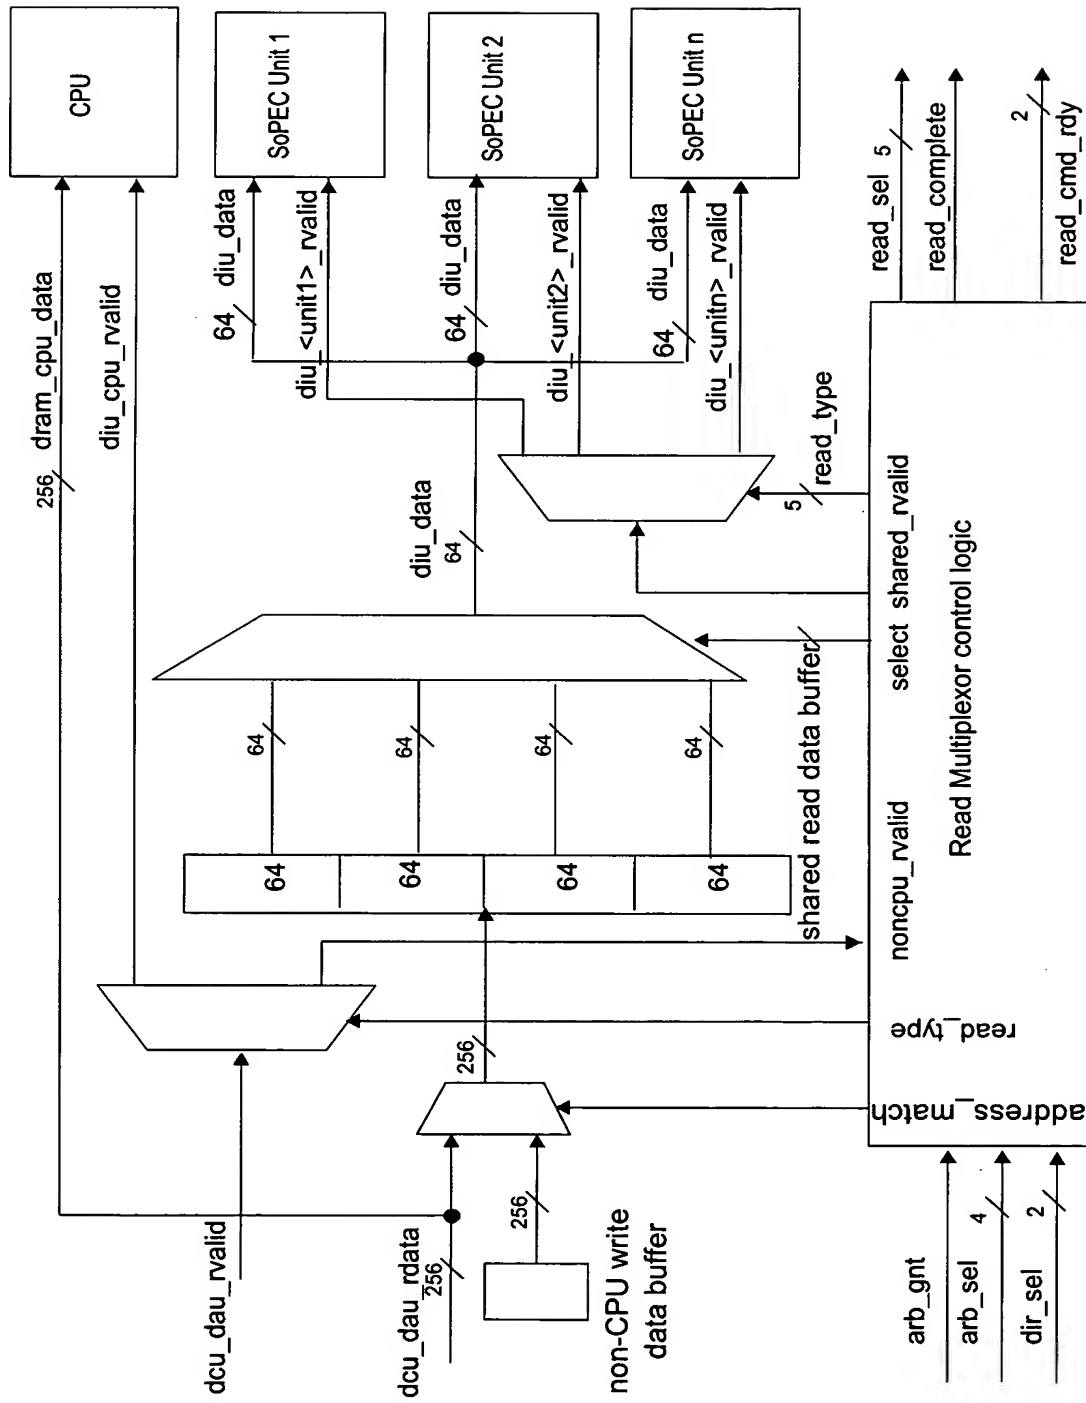 CPU
SoPEC Unit 1
SoPEC Unit 2
SoPEC Unit n
256
dram_cpu_data
diu_cpu_rvalid
64
diu_data
diu_<unit1>_rvalid
64
diu_data
diu_<unit2>_rvalid
64
diu_data
diu_<unitn>_rvalid
read_sel
5
read_complete
2
read_cmd_rdy
diu_data
64
5
read_type
64
64
64
64
64
64
64
64
shared read data buffer
select
shared_rvalid
noncpu_rvalid
read_type
address_match
Read Multiplexor control logic
256
dcu_dau_rvalid
dcu_dau_rdata
256
256
non-CPU write
data buffer
arb_gnt
arb_sel
4
dir_sel
2